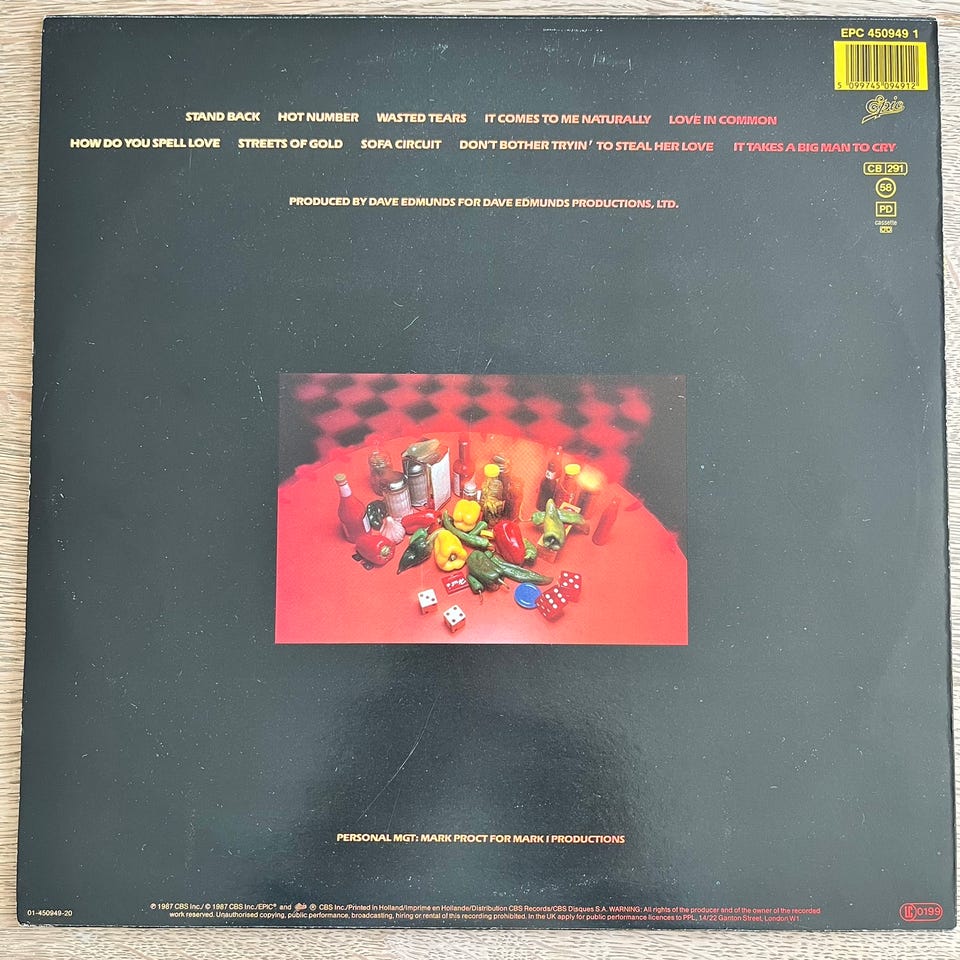 EPC 450949 1
5 099745 094912
Epic
STAND BACK HOT NUMBER WASTED TEARS IT COMES TO ME NATURALLY LOVE IN COMMON
HOW DO YOU SPELL LOVE STREETS OF GOLD SOFA CIRCUIT DON'T BOTHER TRYIN' TO STEAL HER LOVE IT TAKES A BIG MAN TO CRY
CB 291
58
PD
cassette
PRODUCED BY DAVE EDMUNDS FOR DAVE EDMUNDS PRODUCTIONS, LTD.
PERSONAL MGT: MARK PROCT FOR MARK I PRODUCTIONS
℗ 1987 CBS Inc./ © 1987 CBS Inc./EPIC® and Epic ® CBS Inc./Printed in Holland/Imprime en Hollande/Distribution CBS Records/CBS Disques S.A. WARNING: All rights of the producer and of the owner of the recorded
work reserved. Unauthorised copying, public performance, broadcasting, hiring or rental of this recording prohibited. In the UK apply for public performance licences to PPL, 14/22 Ganton Street, London W1.
01-450949-20
LC 0199